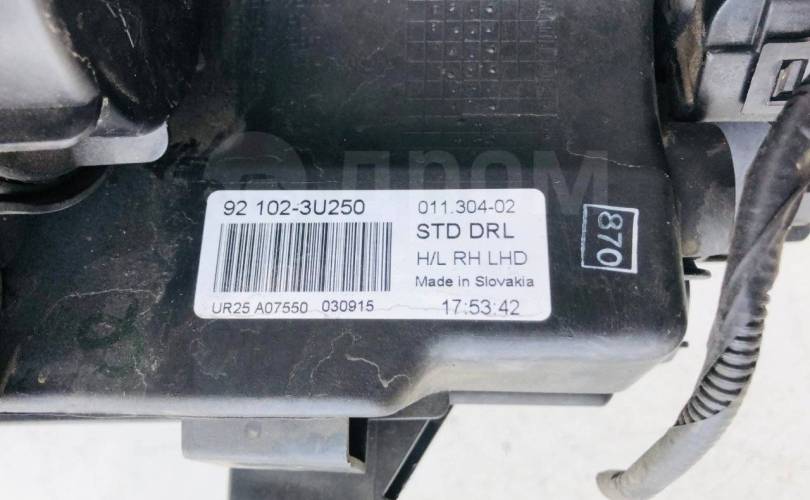 дром
92 102-3U250
011.304-02
STD DRL
H/L RH LHD
Made in Slovakia
UR25 A07550 030915
17:53:42
870